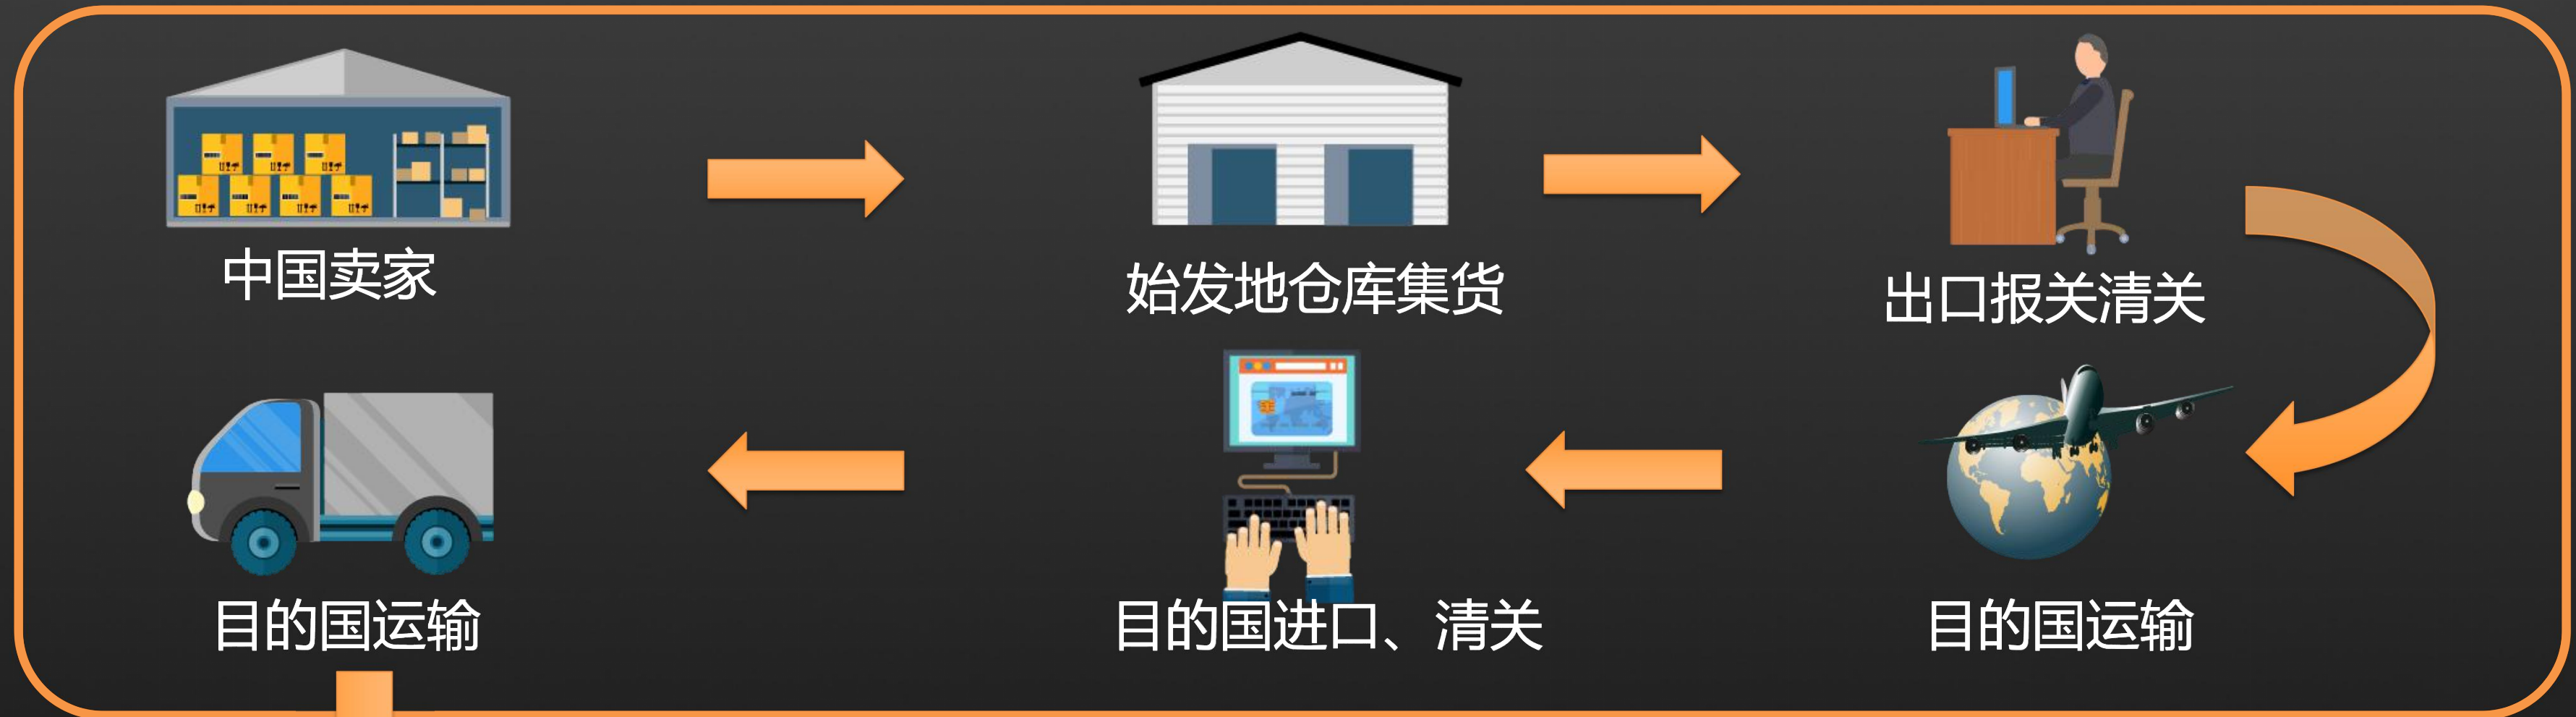 中国卖家
始发地仓库集货
出口报关清关
目的国运输
目的国进口、清关
目的国运输